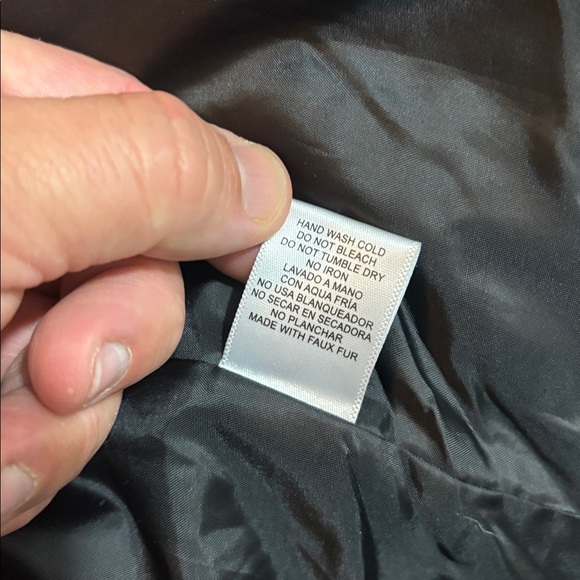 HAND WASH COLD
DO NOT BLEACH
DO NOT TUMBLE DRY
NO IRON
LAVADO A MANO
CON AQUA FRÍA
NO USA BLANQUEADOR
NO SECAR EN SECADORA
NO PLANCHAR
MADE WITH FAUX FUR